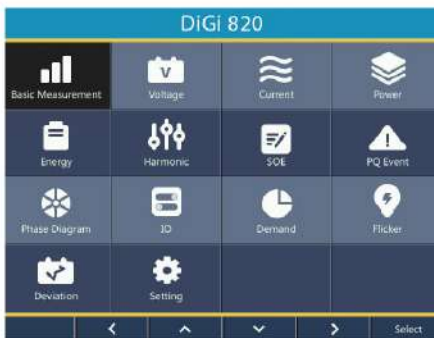 DiGi 820
Basic Measurement
Voltage
Current
Power
Energy
Harmonic
SOE
PQ Event
Phase Diagram
IO
Demand
Flicker
Deviation
Setting
Select